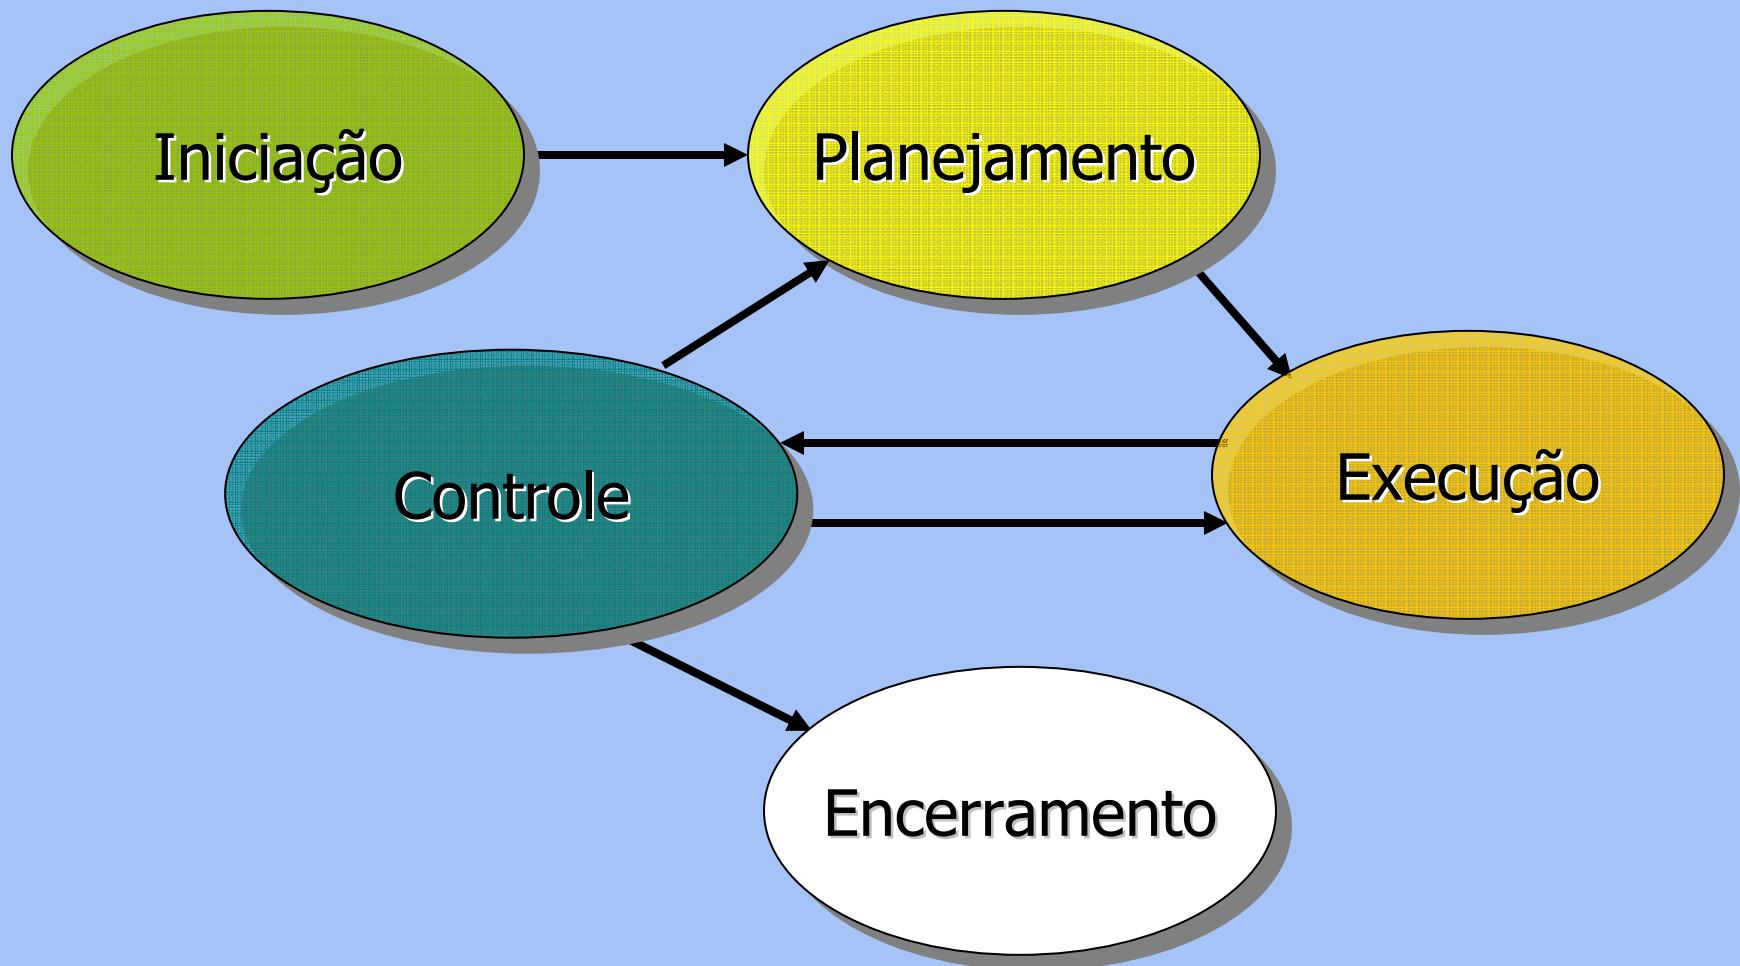 Iniciação
Planejamento
Controle
Execução
Encerramento